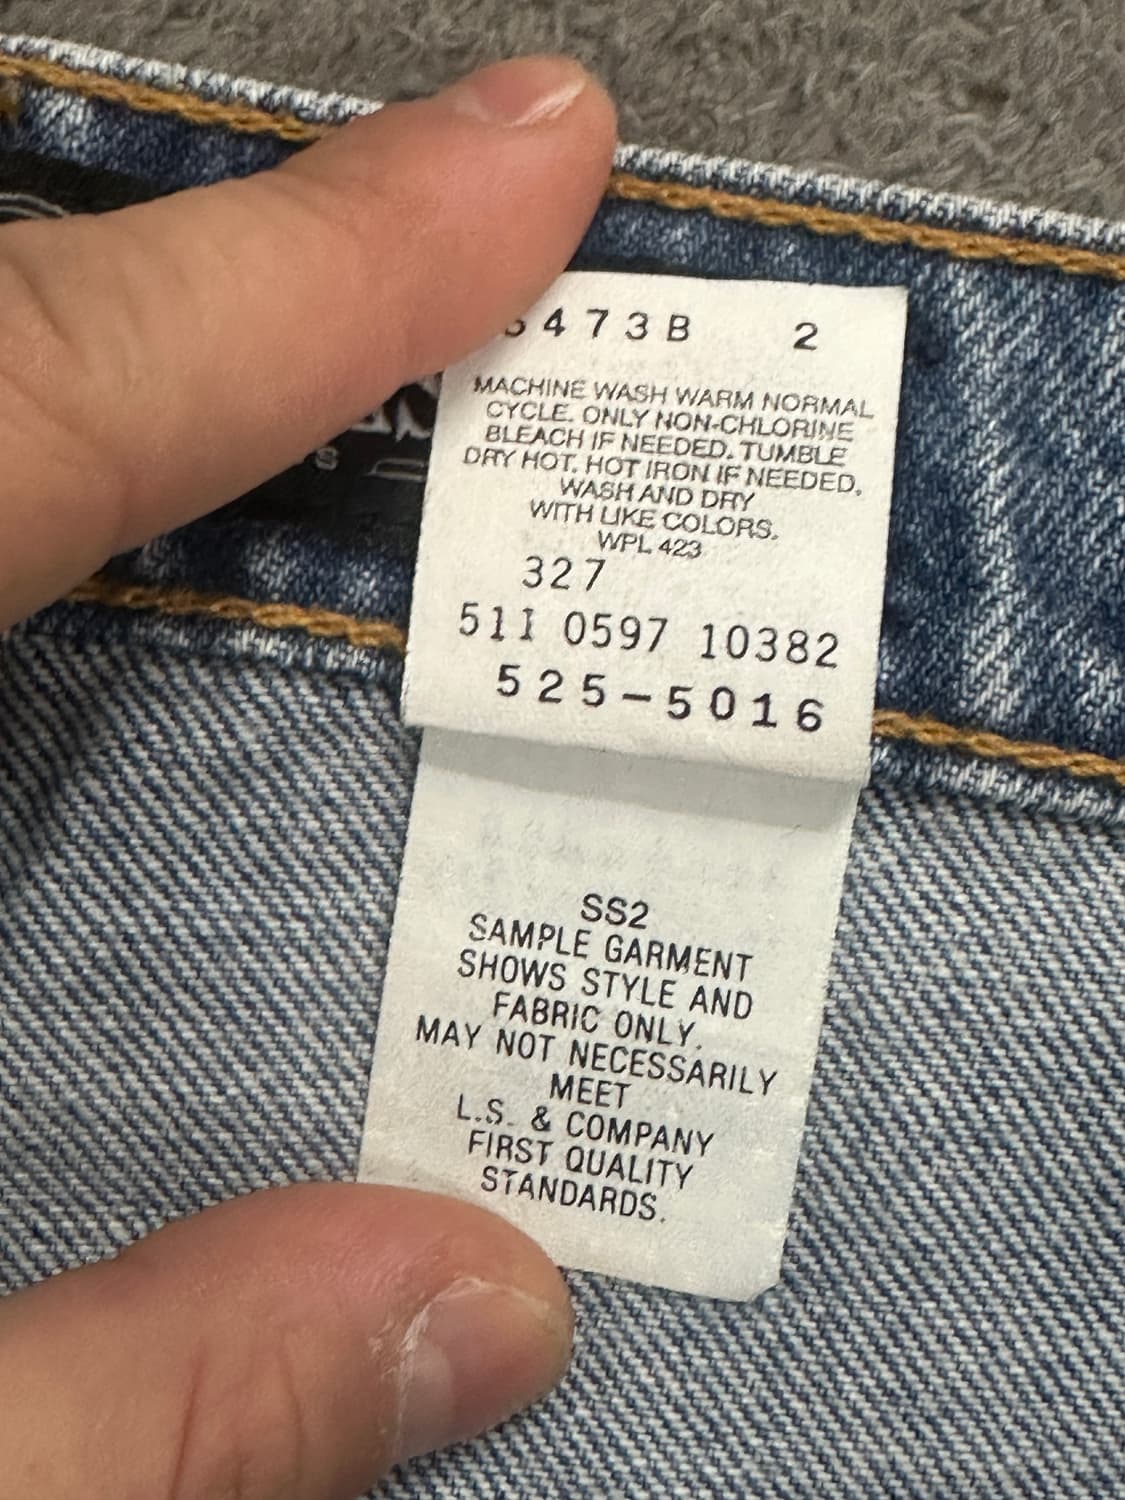 5473B 2
MACHINE WASH WARM NORMAL
CYCLE. ONLY NON-CHLORINE
BLEACH IF NEEDED. TUMBLE
DRY HOT. HOT IRON IF NEEDED.
WASH AND DRY
WITH LIKE COLORS.
WPL 423
327
511 0597 10382
525-5016
SS2
SAMPLE GARMENT
SHOWS STYLE AND
FABRIC ONLY.
MAY NOT NECESSARILY
MEET
L.S. & COMPANY
FIRST QUALITY
STANDARDS.